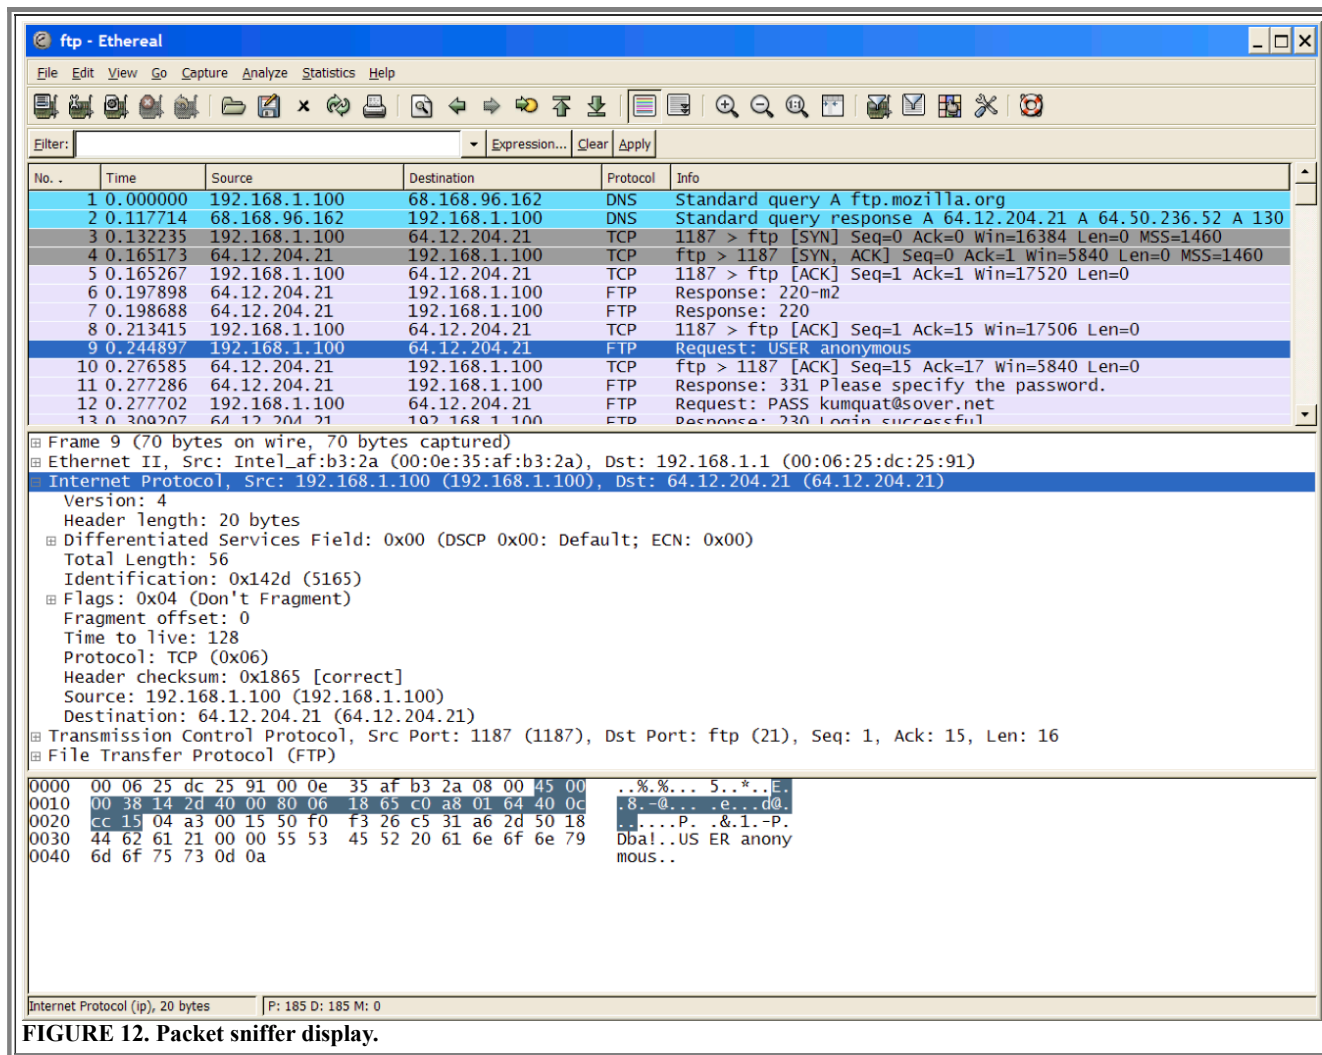 ftp - Ethereal
File Edit View Go Capture Analyze Statistics Help
Filter: Expression... Clear Apply
No. . Time Source Destination Protocol Info
1 0.000000 192.168.1.100 68.168.96.162 DNS Standard query A ftp.mozilla.org
2 0.117714 68.168.96.162 192.168.1.100 DNS Standard query response A 64.12.204.21 A 64.50.236.52 A 130
3 0.132235 192.168.1.100 64.12.204.21 TCP 1187 > ftp [SYN] Seq=0 Ack=0 Win=16384 Len=0 MSS=1460
4 0.165173 64.12.204.21 192.168.1.100 TCP ftp > 1187 [SYN, ACK] Seq=0 Ack=1 Win=5840 Len=0 MSS=1460
5 0.165267 192.168.1.100 64.12.204.21 TCP 1187 > ftp [ACK] Seq=1 Ack=1 Win=17520 Len=0
6 0.197898 64.12.204.21 192.168.1.100 FTP Response: 220-m2
7 0.198688 64.12.204.21 192.168.1.100 FTP Response: 220
8 0.213415 192.168.1.100 64.12.204.21 TCP 1187 > ftp [ACK] Seq=1 Ack=15 Win=17506 Len=0
9 0.244897 192.168.1.100 64.12.204.21 FTP Request: USER anonymous
10 0.276585 64.12.204.21 192.168.1.100 TCP ftp > 1187 [ACK] Seq=15 Ack=17 Win=5840 Len=0
11 0.277286 64.12.204.21 192.168.1.100 FTP Response: 331 Please specify the password.
12 0.277702 192.168.1.100 64.12.204.21 FTP Request: PASS kumquat@sover.net
13 0.309207 64.12.204.21 192.168.1.100 FTP Response: 230 Login successful
Frame 9 (70 bytes on wire, 70 bytes captured)
Ethernet II, Src: Intel_af:b3:2a (00:0e:35:af:b3:2a), Dst: 192.168.1.1 (00:06:25:dc:25:91)
Internet Protocol, Src: 192.168.1.100 (192.168.1.100), Dst: 64.12.204.21 (64.12.204.21)
Version: 4
Header length: 20 bytes
Differentiated Services Field: 0x00 (DSCP 0x00: Default; ECN: 0x00)
Total Length: 56
Identification: 0x142d (5165)
Flags: 0x04 (Don't Fragment)
Fragment offset: 0
Time to live: 128
Protocol: TCP (0x06)
Header checksum: 0x1865 [correct]
Source: 192.168.1.100 (192.168.1.100)
Destination: 64.12.204.21 (64.12.204.21)
Transmission Control Protocol, Src Port: 1187 (1187), Dst Port: ftp (21), Seq: 1, Ack: 15, Len: 16
File Transfer Protocol (FTP)
0000 00 06 25 dc 25 91 00 0e 35 af b3 2a 08 00 45 00 ..%.%... 5..*..E.
0010 00 38 14 2d 40 00 80 06 18 65 c0 a8 01 64 40 0c .8.-@... .e...d@.
0020 cc 15 04 a3 00 15 50 f0 f3 26 c5 31 a6 2d 50 18 ......P. .&.1.-P.
0030 44 62 61 21 00 00 55 53 45 52 20 61 6e 6f 6e 79 Dba!..US ER anony
0040 6d 6f 75 73 0d 0a mous..
Internet Protocol (ip), 20 bytes P: 185 D: 185 M: 0
FIGURE 12. Packet sniffer display.